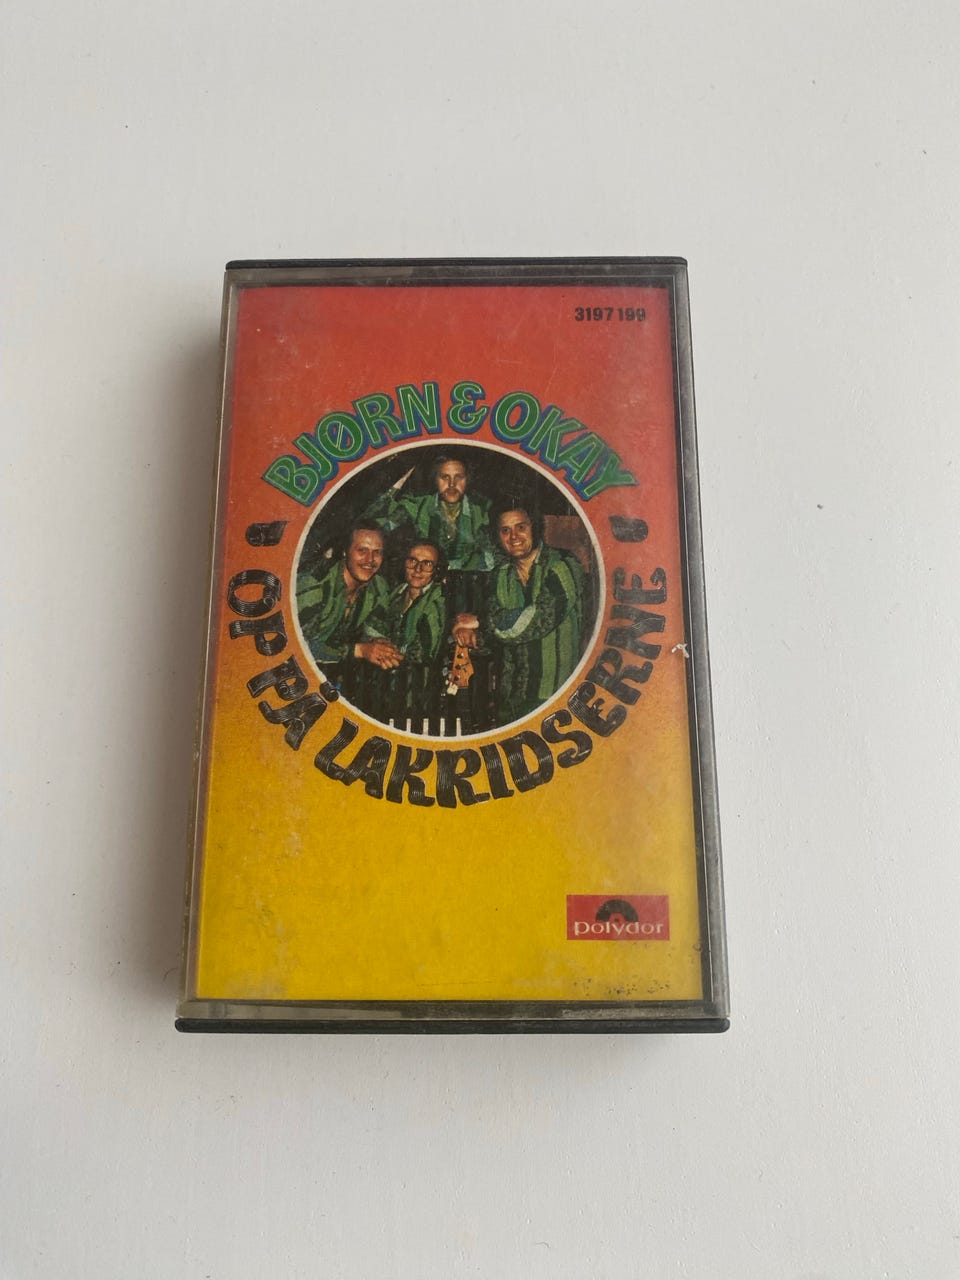 3197 199
BJØRN & OKAY
OP PÅ LAKRIDSERNE
polydor